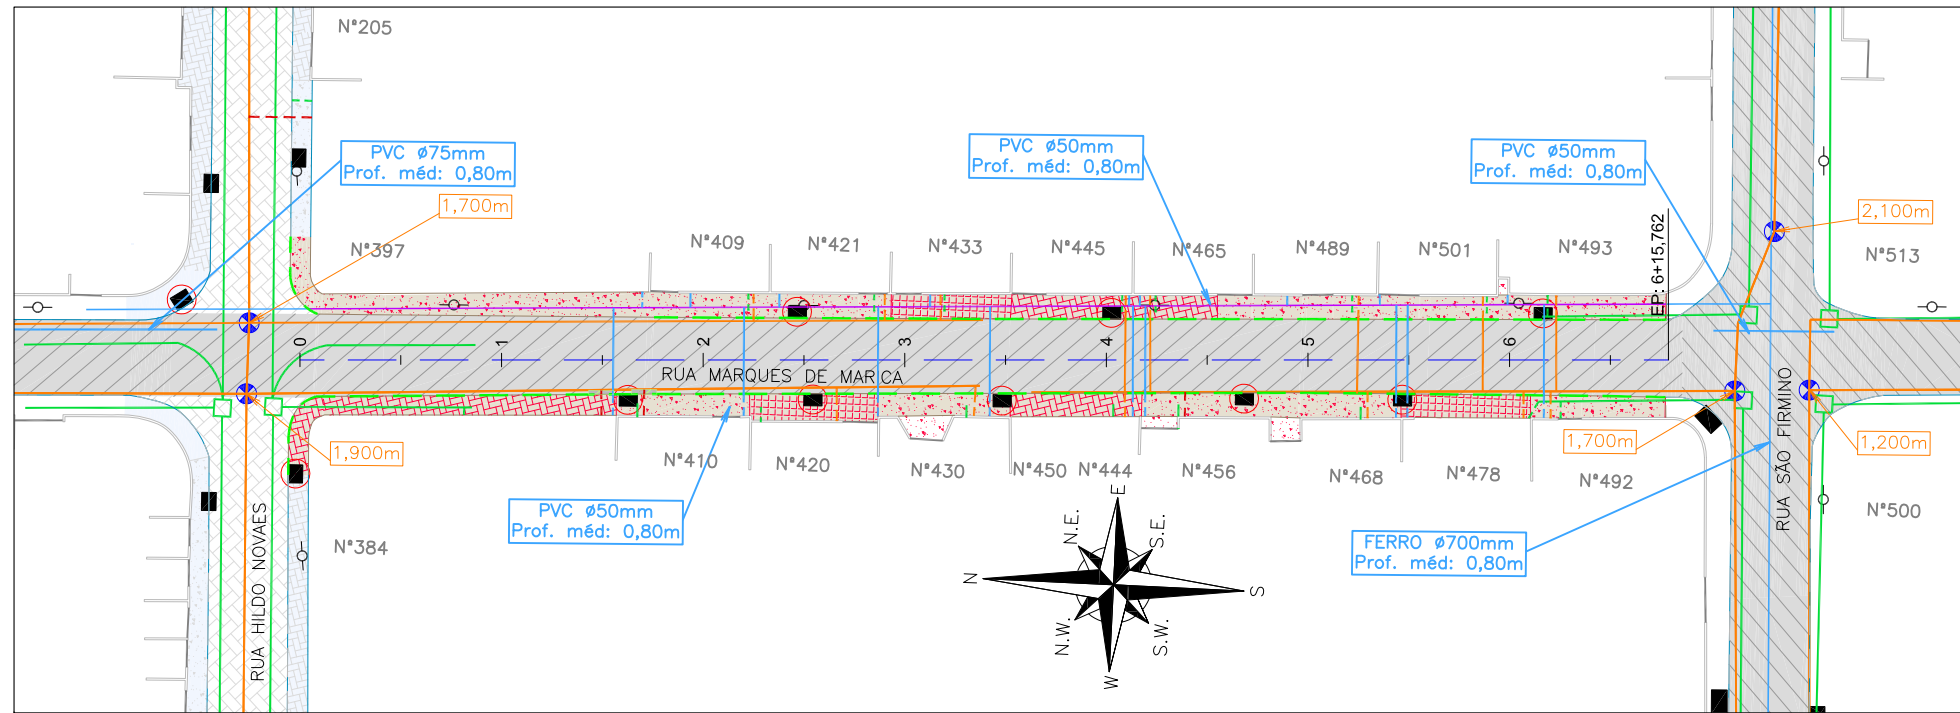 N°205
PVC ø75mm
Prof. méd: 0,80m
PVC ø50mm
Prof. méd: 0,80m
PVC ø50mm
Prof. méd: 0,80m
1,700m
2,100m
N°397
N°409
N°421
N°433
N°445
N°465
N°489
N°501
N°493
EP: 6+15,762
N°513
0
1
2
3
4
5
6
RUA MARQUES DE MARICA
1,900m
N°410
N°420
N°430
N°450
N°444
N°456
N°468
N°478
N°492
1,700m
1,200m
RUA SÃO FIRMINO
N°500
PVC ø50mm
Prof. méd: 0,80m
FERRO ø700mm
Prof. méd: 0,80m
RUA HILDO NOVAES
N°384
E
N.E.
S.E.
N
S
N.W.
S.W.
W